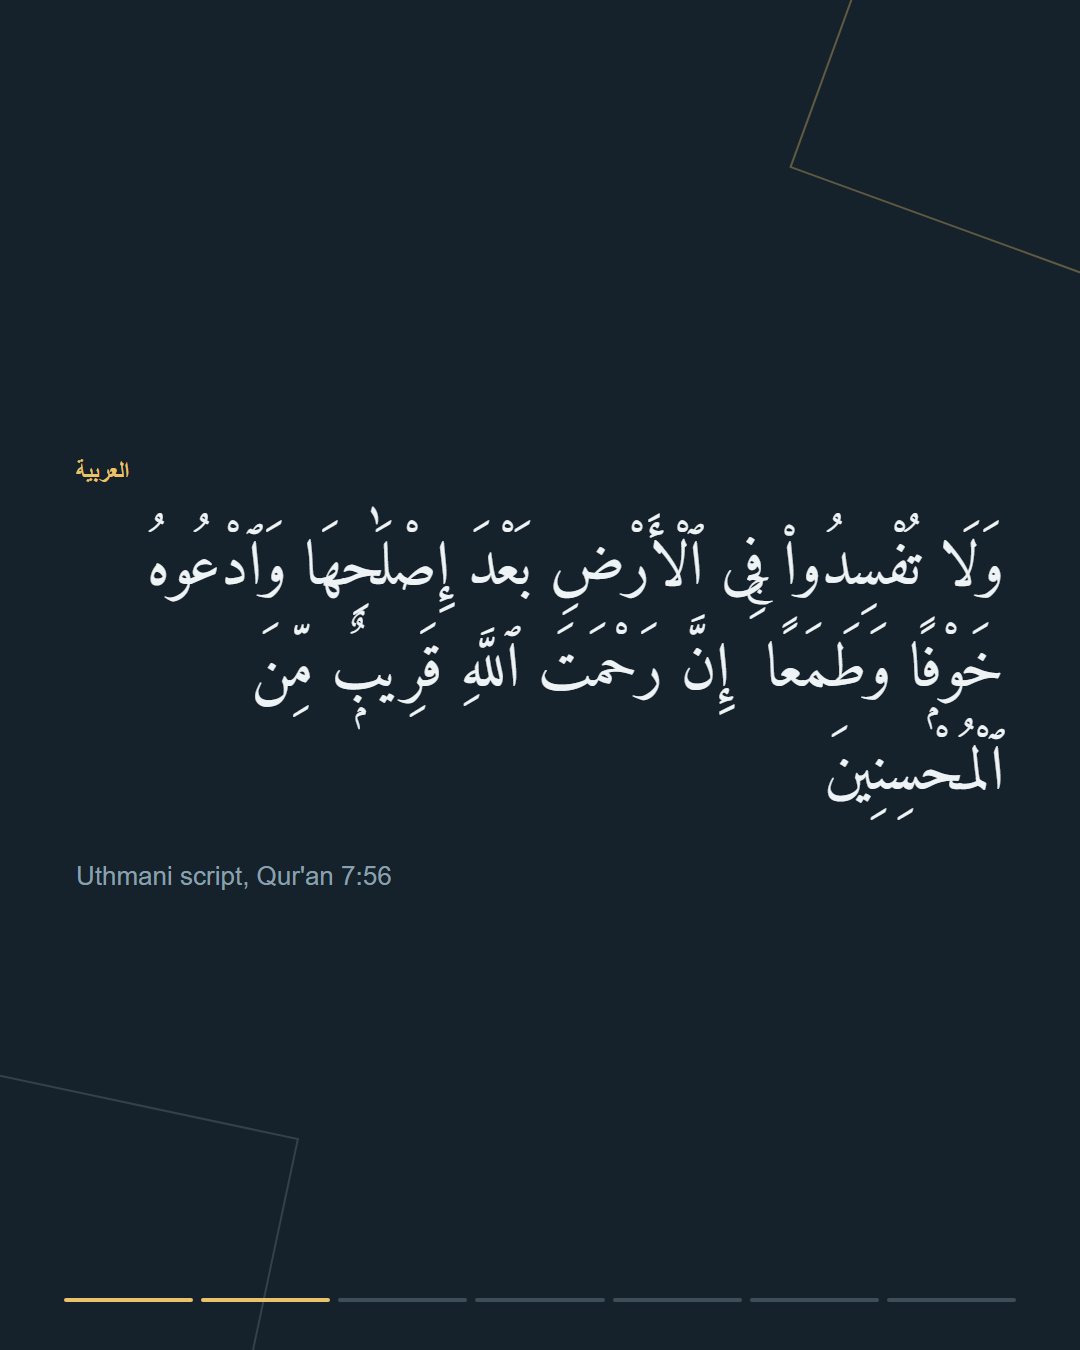 العربية
وَلَا تُفْسِدُوا۟ فِى ٱلْأَرْضِ بَعْدَ إِصْلَـٰحِهَا وَٱدْعُوهُ
خَوْفًۭا وَطَمَعًا ۚ إِنَّ رَحْمَتَ ٱللَّهِ قَرِيبٌۭ مِّنَ
ٱلْمُحْسِنِينَ
Uthmani script, Qur'an 7:56